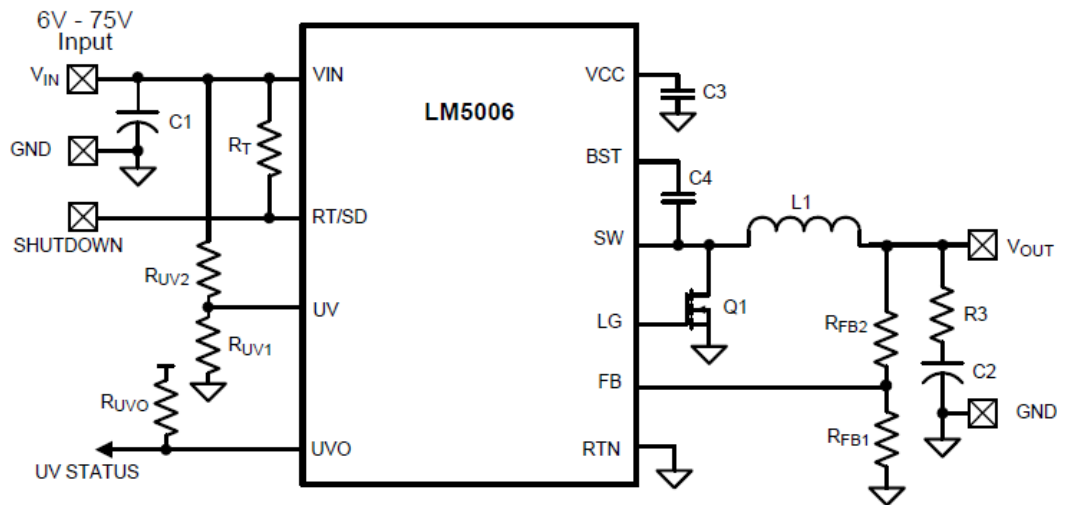 6V - 75V
Input
VIN
C1
GND
RT
SHUTDOWN
RUV2
RUV1
RUVO
UV STATUS
VIN
RT/SD
UV
UVO
LM5006
VCC
BST
SW
LG
FB
RTN
C3
C4
L1
Q1
VOUT
RFB2
R3
C2
GND
RFB1